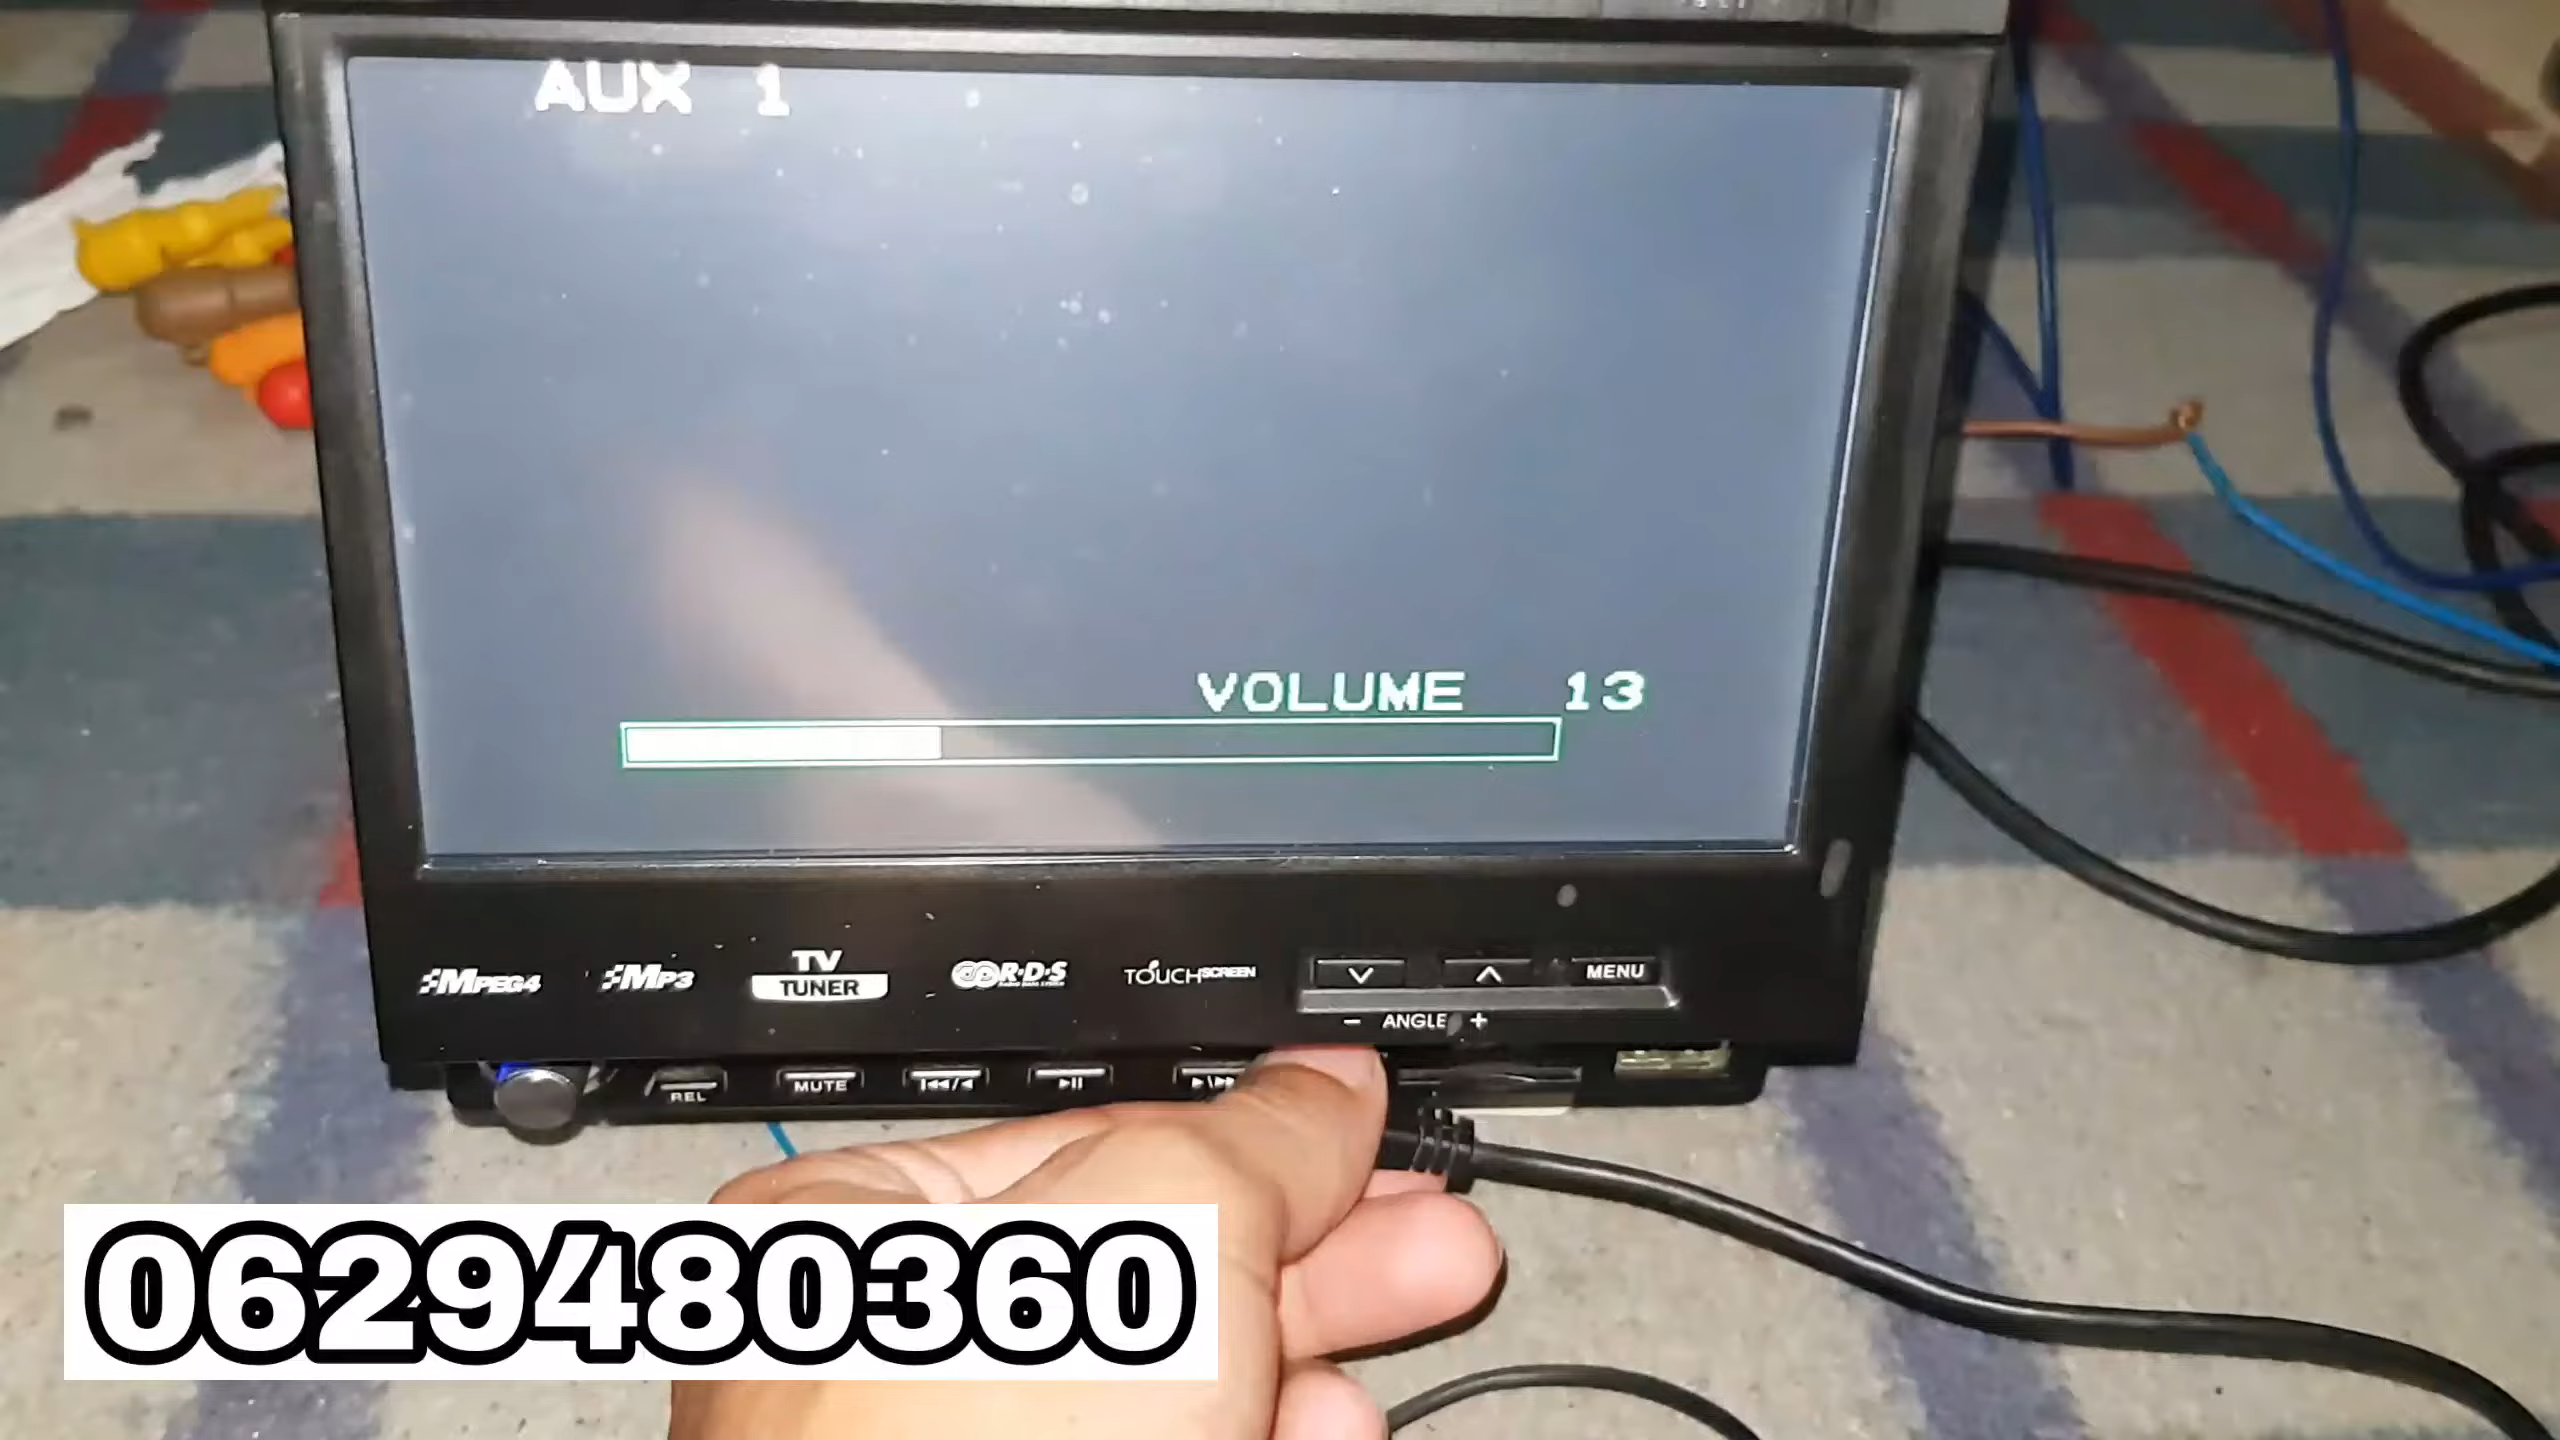 AUX 1
VOLUME 13
MPEG4 MP3 TV TUNER R·D·S TOUCHSCREEN MENU
- ANGLE +
REL MUTE
0629480360